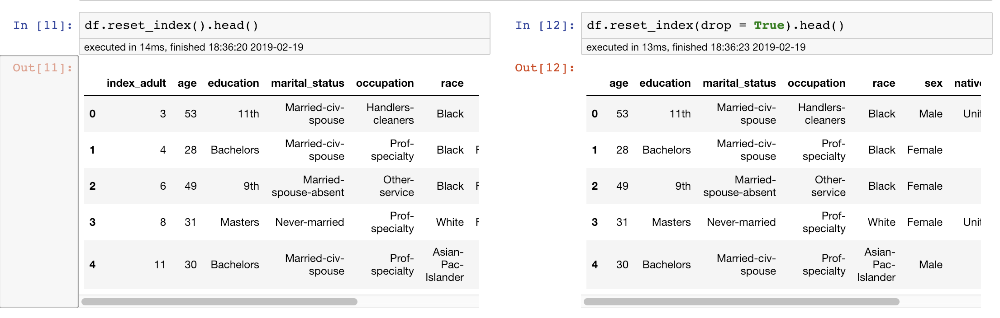 In [11]: df.reset_index().head()
executed in 14ms, finished 18:36:20 2019-02-19
Out[11]:
index_adult age education marital_status occupation race
0 3 53 11th Married-civ-spouse Handlers-cleaners Black
1 4 28 Bachelors Married-civ-spouse Prof-specialty Black
2 6 49 9th Married-spouse-absent Other-service Black
3 8 31 Masters Never-married Prof-specialty White
4 11 30 Bachelors Married-civ-spouse Prof-specialty Asian-Pac-Islander
In [12]: df.reset_index(drop = True).head()
executed in 13ms, finished 18:36:23 2019-02-19
Out[12]:
age education marital_status occupation race sex
0 53 11th Married-civ-spouse Handlers-cleaners Black Male
1 28 Bachelors Married-civ-spouse Prof-specialty Black Female
2 49 9th Married-spouse-absent Other-service Black Female
3 31 Masters Never-married Prof-specialty White Female
4 30 Bachelors Married-civ-spouse Prof-specialty Asian-Pac-Islander Male